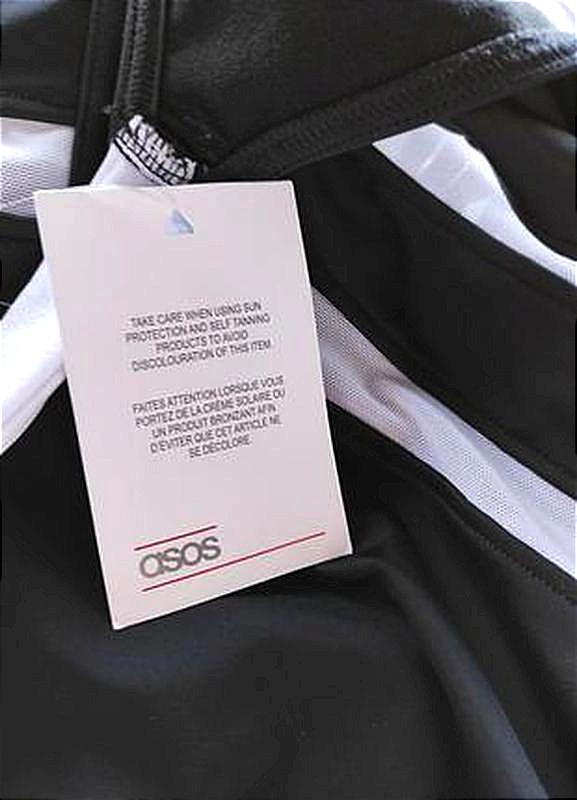 TAKE CARE WHEN USING SUN
PROTECTION AND SELF TANNING
PRODUCTS TO AVOID
DISCOLOURATION OF THIS ITEM
FAITES ATTENTION LORSQUE VOUS
PORTEZ DE LA CRÈME SOLAIRE OU
UN PRODUIT BRONZANT AFIN
D'EVITER QUE CET ARTICLE NE
SE DÉCOLORE.
asos